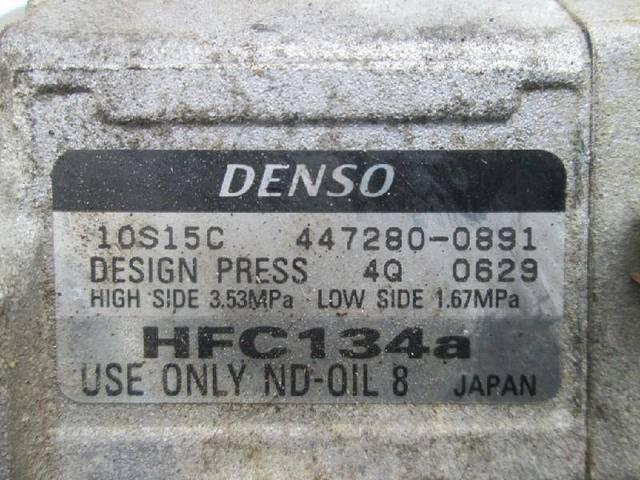 DENSO
10S15C 447280-0891
DESIGN PRESS 4Q 0629
HIGH SIDE 3.53MPa LOW SIDE 1.67MPa
HFC134a
USE ONLY ND-OIL 8 JAPAN